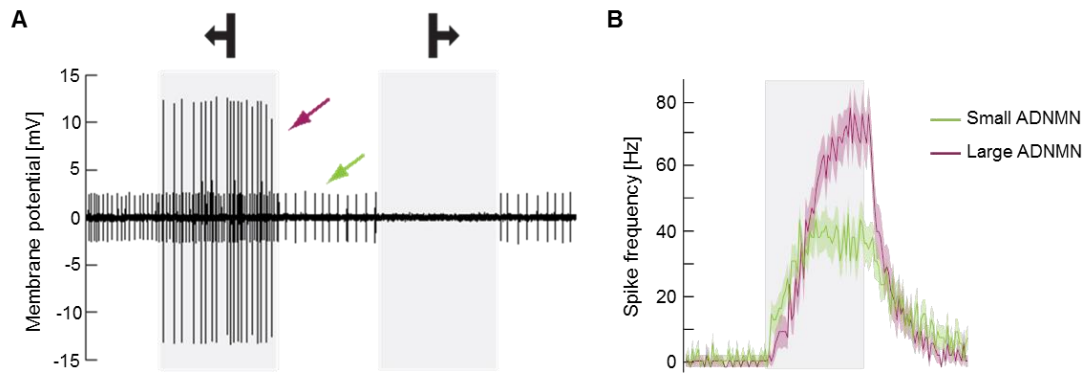 A
15
10
5
0
-5
-10
-15
Membrane potential [mV]
B
80
60
40
20
0
Spike frequency [Hz]
Small ADNMN
Large ADNMN